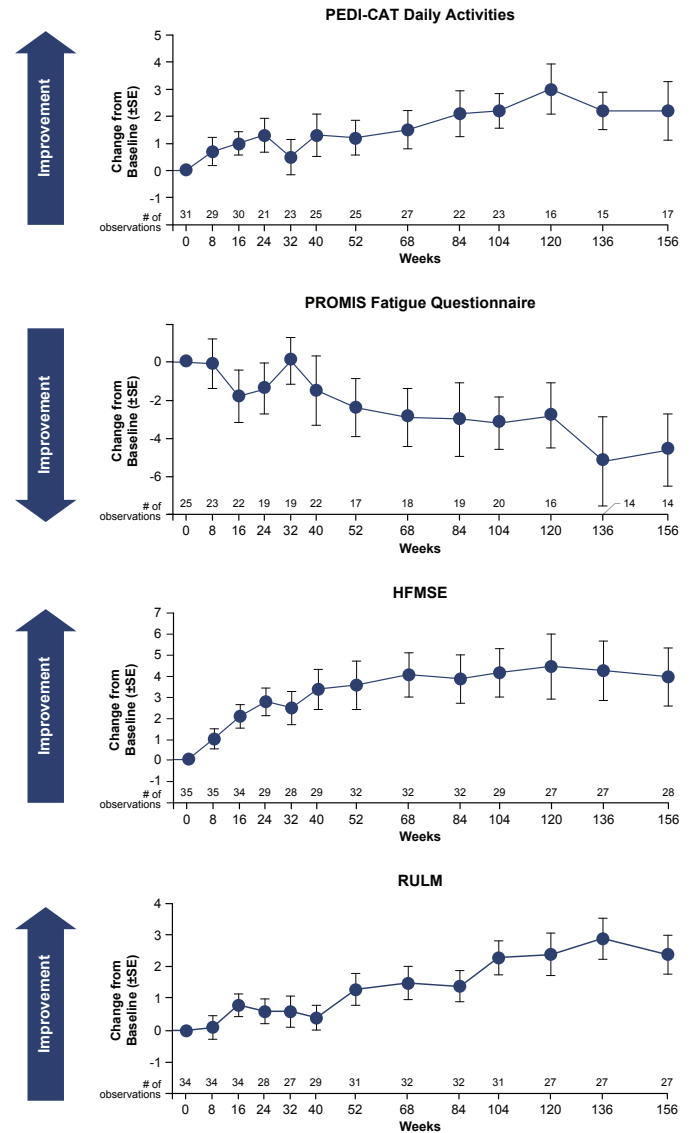 PEDI-CAT Daily Activities
Improvement
Change from
Baseline (±SE)
5
4
3
2
1
0
-1
# of
observations
31 29 30 21 23 25 25 27 22 23 16 15 17
0 8 16 24 32 40 52 68 84 104 120 136 156
Weeks
PROMIS Fatigue Questionnaire
Improvement
Change from
Baseline (±SE)
0
-2
-4
-6
# of
observations
25 23 22 19 19 22 17 18 19 20 16 14 14
0 8 16 24 32 40 52 68 84 104 120 136 156
Weeks
HFMSE
Improvement
Change from
Baseline (±SE)
7
6
5
4
3
2
1
0
-1
# of
observations
35 35 34 29 28 29 32 32 32 29 27 27 28
0 8 16 24 32 40 52 68 84 104 120 136 156
Weeks
RULM
Improvement
Change from
Baseline (±SE)
4
3
2
1
0
-1
# of
observations
34 34 34 28 27 29 31 32 32 31 27 27 27
0 8 16 24 32 40 52 68 84 104 120 136 156
Weeks